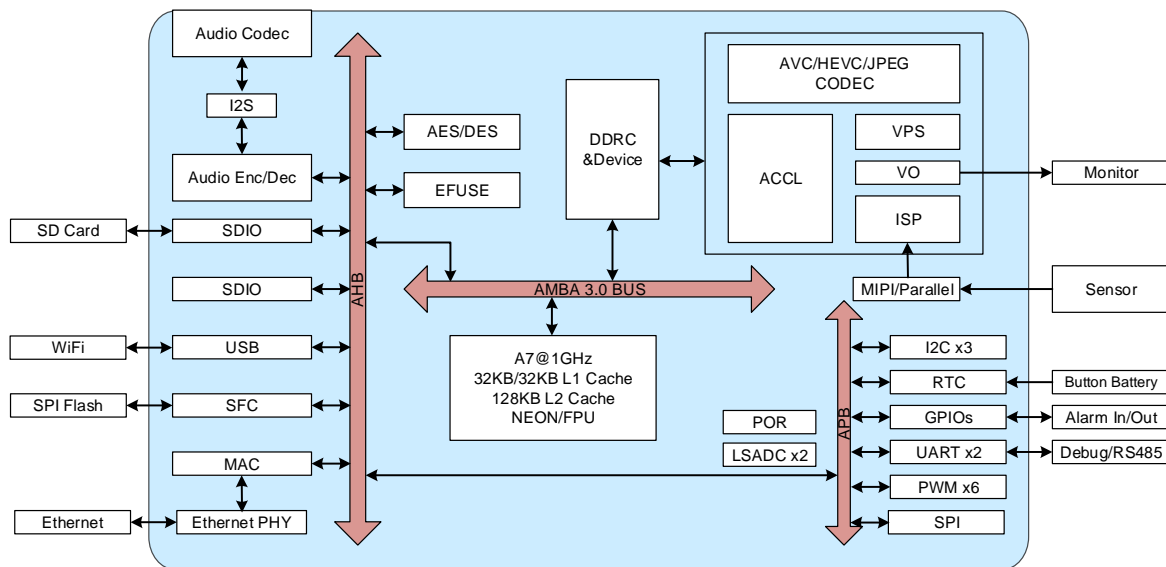 Audio Codec
I2S
Audio Enc/Dec
SD Card
SDIO
SDIO
WiFi
USB
SPI Flash
SFC
MAC
Ethernet
Ethernet PHY
AHB
AES/DES
EFUSE
DDRC
&Device
AVC/HEVC/JPEG
CODEC
ACCL
VPS
VO
ISP
Monitor
AMBA 3.0 BUS
MIPI/Parallel
Sensor
A7@1GHz
32KB/32KB L1 Cache
128KB L2 Cache
NEON/FPU
POR
LSADC x2
APB
I2C x3
RTC
Button Battery
GPIOs
Alarm In/Out
UART x2
Debug/RS485
PWM x6
SPI